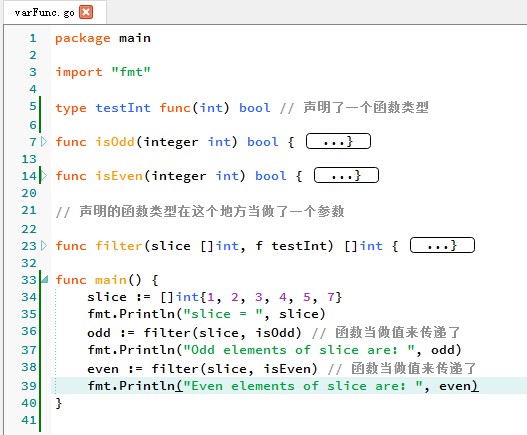 varFunc.go
1 package main
2
3 import "fmt"
4
5 type testInt func(int) bool // 声明了一个函数类型
6
7 func isOdd(integer int) bool { ...}
13
14 func isEven(integer int) bool { ...}
20
21 // 声明的函数类型在这个地方当做了一个参数
22
23 func filter(slice []int, f testInt) []int { ...}
32
33 func main() {
34 slice := []int{1, 2, 3, 4, 5, 7}
35 fmt.Println("slice = ", slice)
36 odd := filter(slice, isOdd) // 函数当做值来传递了
37 fmt.Println("Odd elements of slice are: ", odd)
38 even := filter(slice, isEven) // 函数当做值来传递了
39 fmt.Println("Even elements of slice are: ", even)
40 }
41